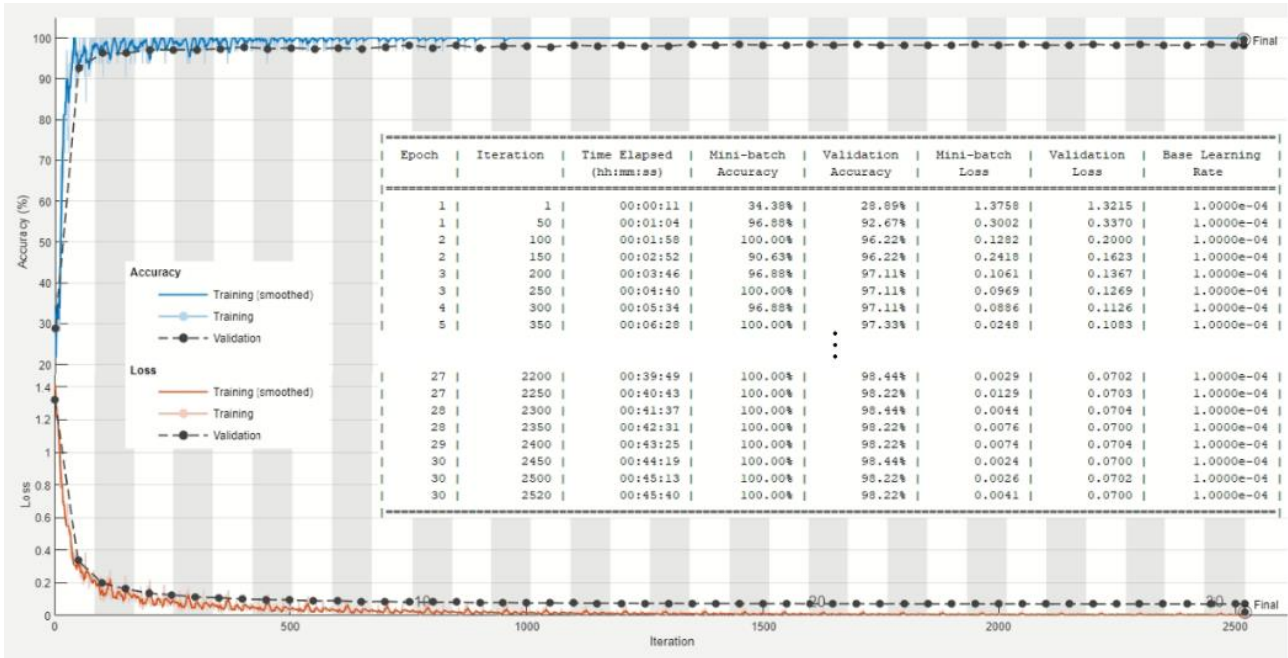 100
90
80
70
60
50
40
30
20
Accuracy (%)
Final
Accuracy
Training (smoothed)
Training
Validation
Loss
Training (smoothed)
Training
Validation
| Epoch | Iteration | Time Elapsed | Mini-batch | Validation | Mini-batch | Validation | Base Learning |
| | | (hh:mm:ss) | Accuracy | Accuracy | Loss | Loss | Rate |
| 1 | 1 | 00:00:11 | 34.38% | 28.89% | 1.3758 | 1.3215 | 1.0000e-04 |
| 1 | 50 | 00:01:04 | 96.88% | 92.67% | 0.3002 | 0.3370 | 1.0000e-04 |
| 2 | 100 | 00:01:58 | 100.00% | 96.22% | 0.1282 | 0.2000 | 1.0000e-04 |
| 2 | 150 | 00:02:52 | 90.63% | 96.22% | 0.2418 | 0.1623 | 1.0000e-04 |
| 3 | 200 | 00:03:46 | 96.88% | 97.11% | 0.1061 | 0.1367 | 1.0000e-04 |
| 3 | 250 | 00:04:40 | 100.00% | 97.11% | 0.0969 | 0.1269 | 1.0000e-04 |
| 4 | 300 | 00:05:34 | 96.88% | 97.11% | 0.0886 | 0.1126 | 1.0000e-04 |
| 5 | 350 | 00:06:28 | 100.00% | 97.33% | 0.0248 | 0.1083 | 1.0000e-04 |
| 27 | 2200 | 00:39:49 | 100.00% | 98.44% | 0.0029 | 0.0702 | 1.0000e-04 |
| 27 | 2250 | 00:40:43 | 100.00% | 98.22% | 0.0129 | 0.0703 | 1.0000e-04 |
| 28 | 2300 | 00:41:37 | 100.00% | 98.44% | 0.0044 | 0.0704 | 1.0000e-04 |
| 28 | 2350 | 00:42:31 | 100.00% | 98.22% | 0.0076 | 0.0700 | 1.0000e-04 |
| 29 | 2400 | 00:43:25 | 100.00% | 98.22% | 0.0074 | 0.0704 | 1.0000e-04 |
| 30 | 2450 | 00:44:19 | 100.00% | 98.44% | 0.0024 | 0.0700 | 1.0000e-04 |
| 30 | 2500 | 00:45:13 | 100.00% | 98.22% | 0.0026 | 0.0702 | 1.0000e-04 |
| 30 | 2520 | 00:45:40 | 100.00% | 98.22% | 0.0041 | 0.0700 | 1.0000e-04 |
1.4
1.2
1
0.8
0.6
0.4
0.2
0
Loss
10
20
30
Final
0
500
1000
1500
2000
2500
Iteration